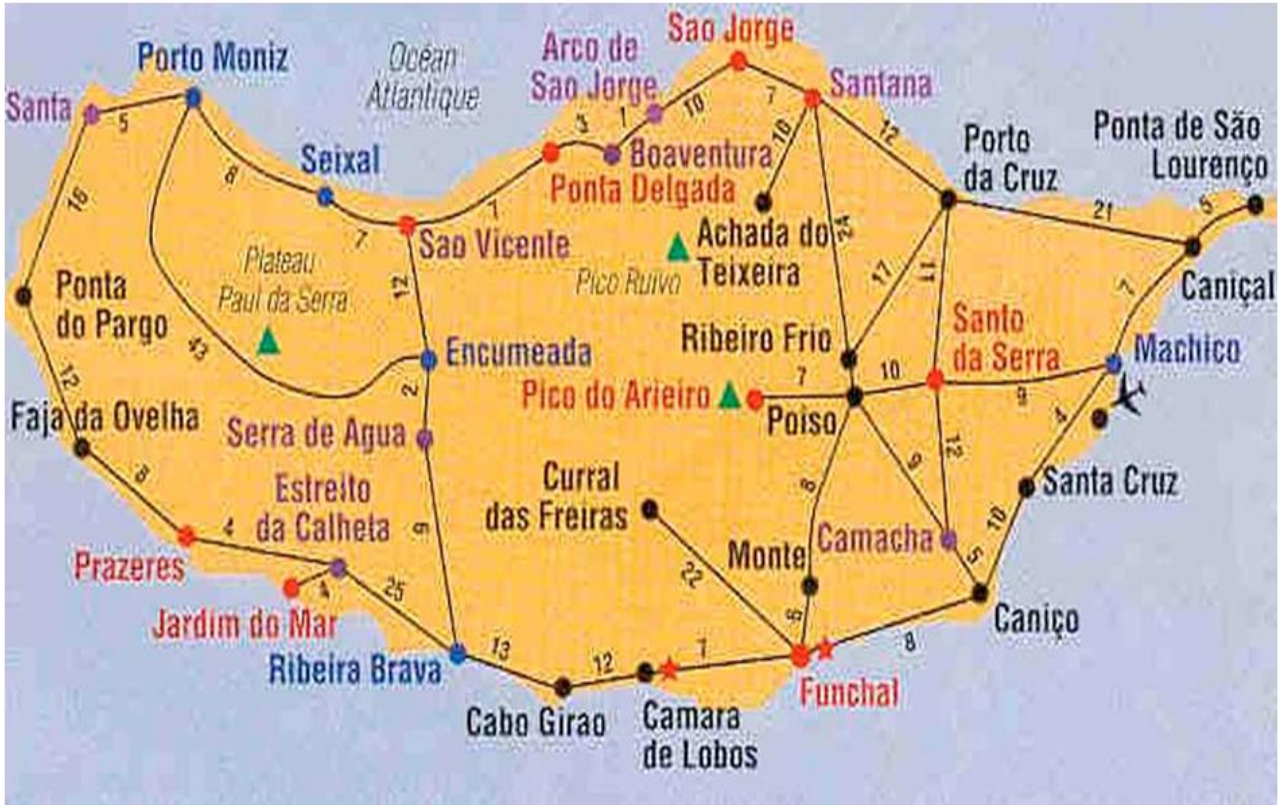 Sao Jorge
Arco de
Sao Jorge
Porto Moniz
Océan
Atlantique
Santa
Santana
5
1
10
7
3
16
12
Porto
da Cruz
Ponta de São
Lourenço
8
Seixal
Boaventura
Ponta Delgada
16
7
7
Sao Vicente
Achada do
Teixeira
24
21
5
Plateau
Paul da Serra
12
Pico Ruivo
17
11
Caniçal
7
Ponta
do Pargo
43
Encumeada
Ribeiro Frio
Santo
da Serra
Machico
12
2
Pico do Arieiro
7
10
9
Poiso
4
Faja da Ovelha
Serra de Agua
8
Estreito
da Calheta
Curral
das Freiras
8
9
12
Santa Cruz
4
9
Monte
Camacha
10
Prazeres
4
25
22
5
Jardim do Mar
6
Caniço
Ribeira Brava
13
12
7
8
Funchal
Cabo Girao
Camara
de Lobos